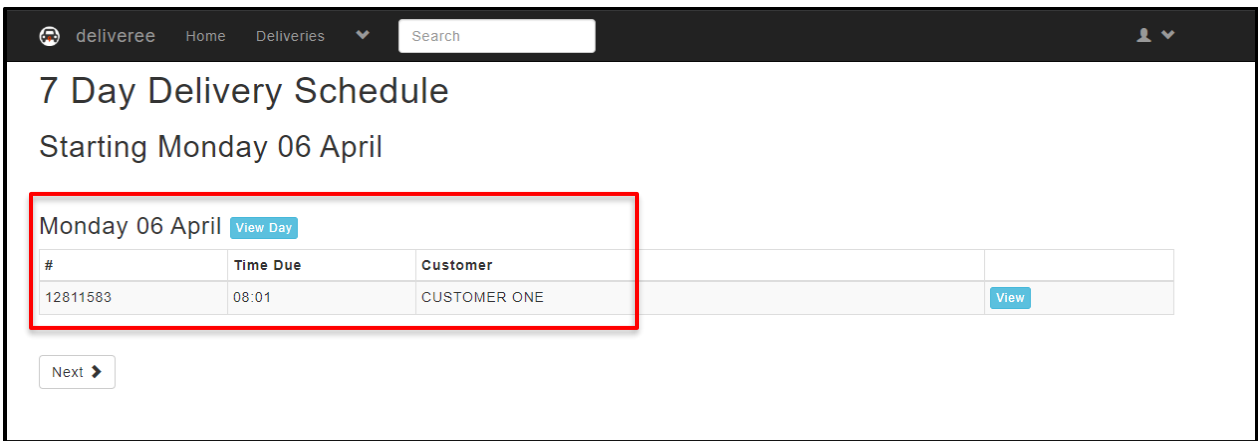 deliveree Home Deliveries Search
7 Day Delivery Schedule
Starting Monday 06 April
Monday 06 April View Day
# Time Due Customer
12811583 08:01 CUSTOMER ONE View
Next